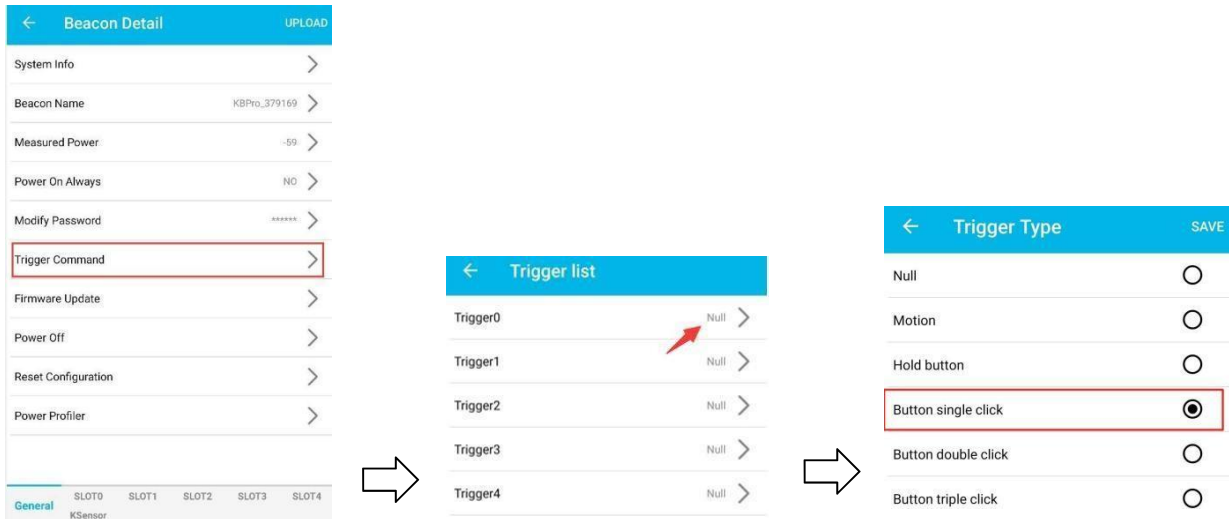 Beacon Detail UPLOAD
System Info
Beacon Name KBPro_379169
Measured Power -59
Power On Always NO
Modify Password ******
Trigger Command
Firmware Update
Power Off
Reset Configuration
Power Profiler
General SLOT0 SLOT1 SLOT2 SLOT3 SLOT4
KSensor
Trigger list
Trigger0 Null
Trigger1 Null
Trigger2 Null
Trigger3 Null
Trigger4 Null
Trigger Type SAVE
Null
Motion
Hold button
Button single click
Button double click
Button triple click